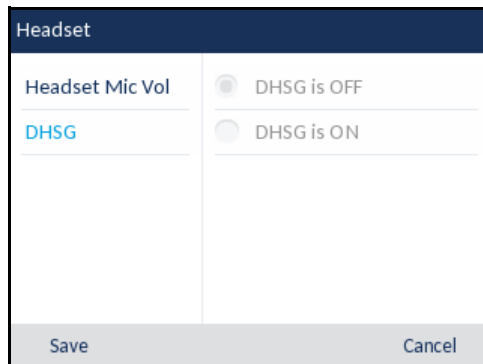 Headset
Headset Mic Vol
DHSG
DHSG is OFF
DHSG is ON
Save
Cancel